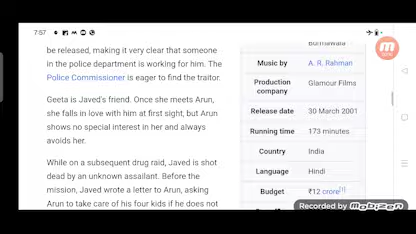 7:57
be released, making it very clear that someone
in the police department is working for him. The
Police Commissioner is eager to find the traitor.
Geeta is Javed's friend. Once she meets Arun,
she falls in love with him at first sight, but Arun
shows no special interest in her and always
avoids her.
While on a subsequent drug raid, Javed is shot
dead by an unknown assailant. Before the
mission, Javed wrote a letter to Arun, asking
Arun to take care of his four kids if he does not
Burmawala
Music by A. R. Rahman
Production company Glamour Films
Release date 30 March 2001
Running time 173 minutes
Country India
Language Hindi
Budget ₹12 crore[1]
Recorded by Mobizen